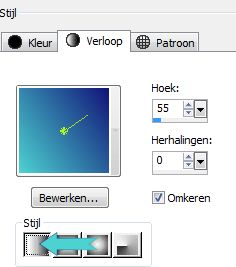 Stijl
Kleur Verloop Patroon
Hoek:
55
Herhalingen:
0
Bewerken...
Omkeren
Stijl